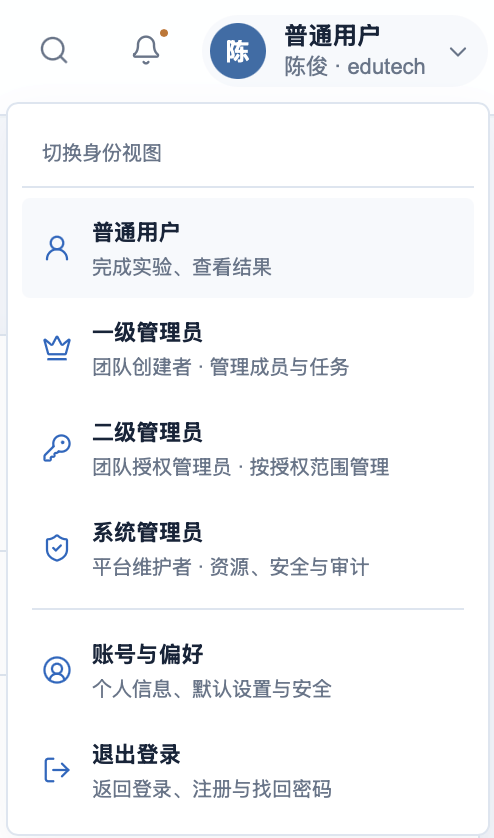 陈
普通用户
陈俊 · edutech
切换身份视图
普通用户
完成实验、查看结果
一级管理员
团队创建者 · 管理成员与任务
二级管理员
团队授权管理员 · 按授权范围管理
系统管理员
平台维护者 · 资源、安全与审计
账号与偏好
个人信息、默认设置与安全
退出登录
返回登录、注册与找回密码